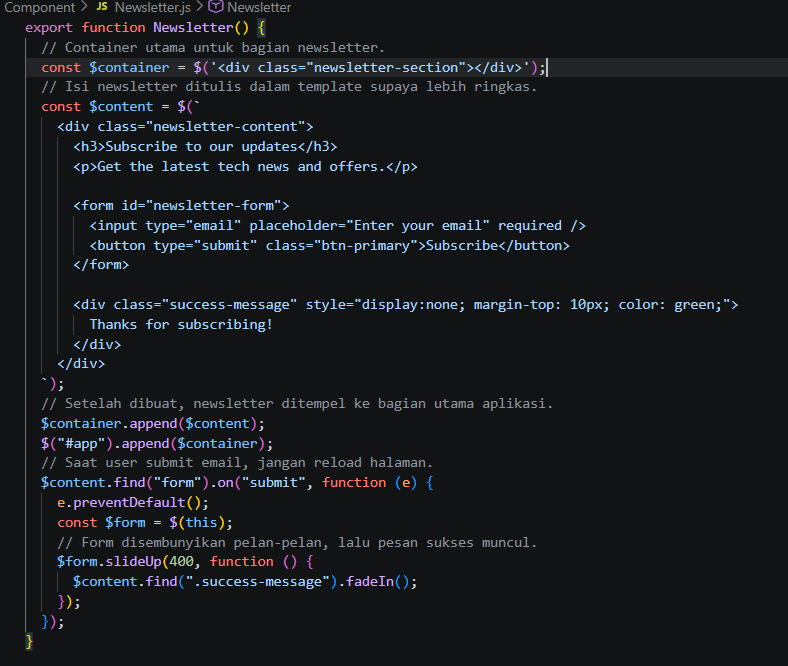 Component > JS Newsletter.js > Newsletter
export function Newsletter() {
// Container utama untuk bagian newsletter.
const $container = $('<div class="newsletter-section"></div>');
// Isi newsletter ditulis dalam template supaya lebih ringkas.
const $content = $(`
<div class="newsletter-content">
<h3>Subscribe to our updates</h3>
<p>Get the latest tech news and offers.</p>
<form id="newsletter-form">
<input type="email" placeholder="Enter your email" required />
<button type="submit" class="btn-primary">Subscribe</button>
</form>
<div class="success-message" style="display:none; margin-top: 10px; color: green;">
Thanks for subscribing!
</div>
</div>
`);
// Setelah dibuat, newsletter ditempel ke bagian utama aplikasi.
$container.append($content);
$("#app").append($container);
// Saat user submit email, jangan reload halaman.
$content.find("form").on("submit", function (e) {
e.preventDefault();
const $form = $(this);
// Form disembunyikan pelan-pelan, lalu pesan sukses muncul.
$form.slideUp(400, function () {
$content.find(".success-message").fadeIn();
});
});
}